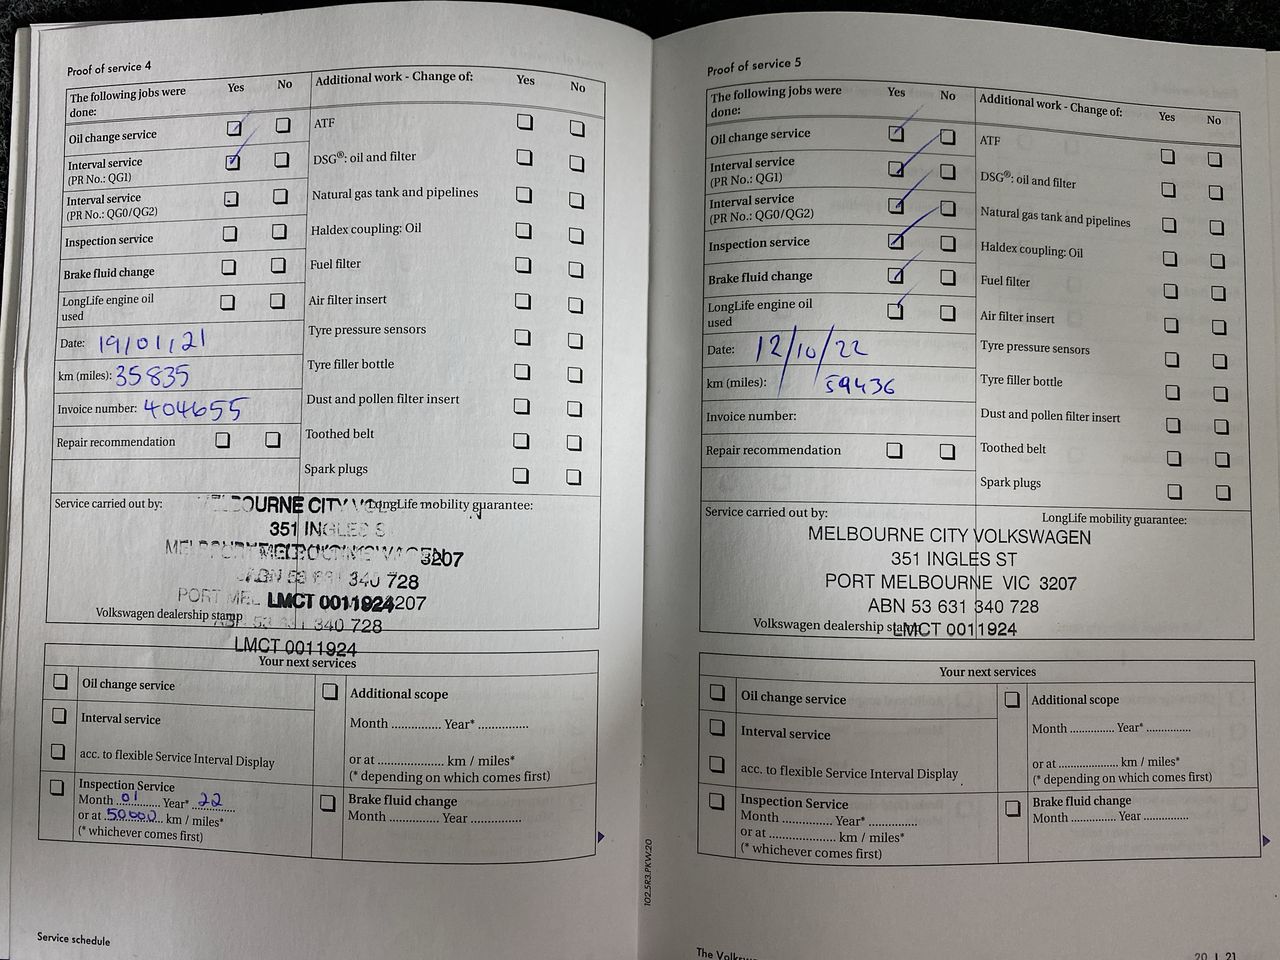 Proof of service 4
The following jobs were done: Yes No
Oil change service
Interval service
(PR No.: QG1)
Interval service
(PR No.: QG0/QG2)
Inspection service
Brake fluid change
LongLife engine oil
used
Date: 19/01/21
km (miles): 35835
Invoice number: 404655
Repair recommendation
Additional work - Change of: Yes No
ATF
DSG®: oil and filter
Natural gas tank and pipelines
Haldex coupling: Oil
Fuel filter
Air filter insert
Tyre pressure sensors
Tyre filler bottle
Dust and pollen filter insert
Toothed belt
Spark plugs
Service carried out by: LongLife mobility guarantee:
OURNE CITY
351 INGLES S
3207
340 728
LMCT 0011924 207
Volkswagen dealership stamp
340 728
LMCT 0011924
Your next services
Oil change service
Interval service
acc. to flexible Service Interval Display
Inspection Service
Month 01 Year* 22
or at 50000 km / miles*
(* whichever comes first)
Additional scope
Month .............. Year* ..............
or at .................... km / miles*
(* depending on which comes first)
Brake fluid change
Month .............. Year ..............
Service schedule
102.5R3.PKW.20
Proof of service 5
The following jobs were done: Yes No
Oil change service
Interval service
(PR No.: QG1)
Interval service
(PR No.: QG0/QG2)
Inspection service
Brake fluid change
LongLife engine oil
used
Date: 12/10/22
km (miles): 59436
Invoice number:
Repair recommendation
Additional work - Change of: Yes No
ATF
DSG®: oil and filter
Natural gas tank and pipelines
Haldex coupling: Oil
Fuel filter
Air filter insert
Tyre pressure sensors
Tyre filler bottle
Dust and pollen filter insert
Toothed belt
Spark plugs
Service carried out by: LongLife mobility guarantee:
MELBOURNE CITY VOLKSWAGEN
351 INGLES ST
PORT MELBOURNE VIC 3207
ABN 53 631 340 728
Volkswagen dealership stamp
LMCT 0011924
Your next services
Oil change service
Interval service
acc. to flexible Service Interval Display
Inspection Service
Month .............. Year* ..............
or at .................... km / miles*
(* whichever comes first)
Additional scope
Month .............. Year* ..............
or at .................... km / miles*
(* depending on which comes first)
Brake fluid change
Month .............. Year ..............